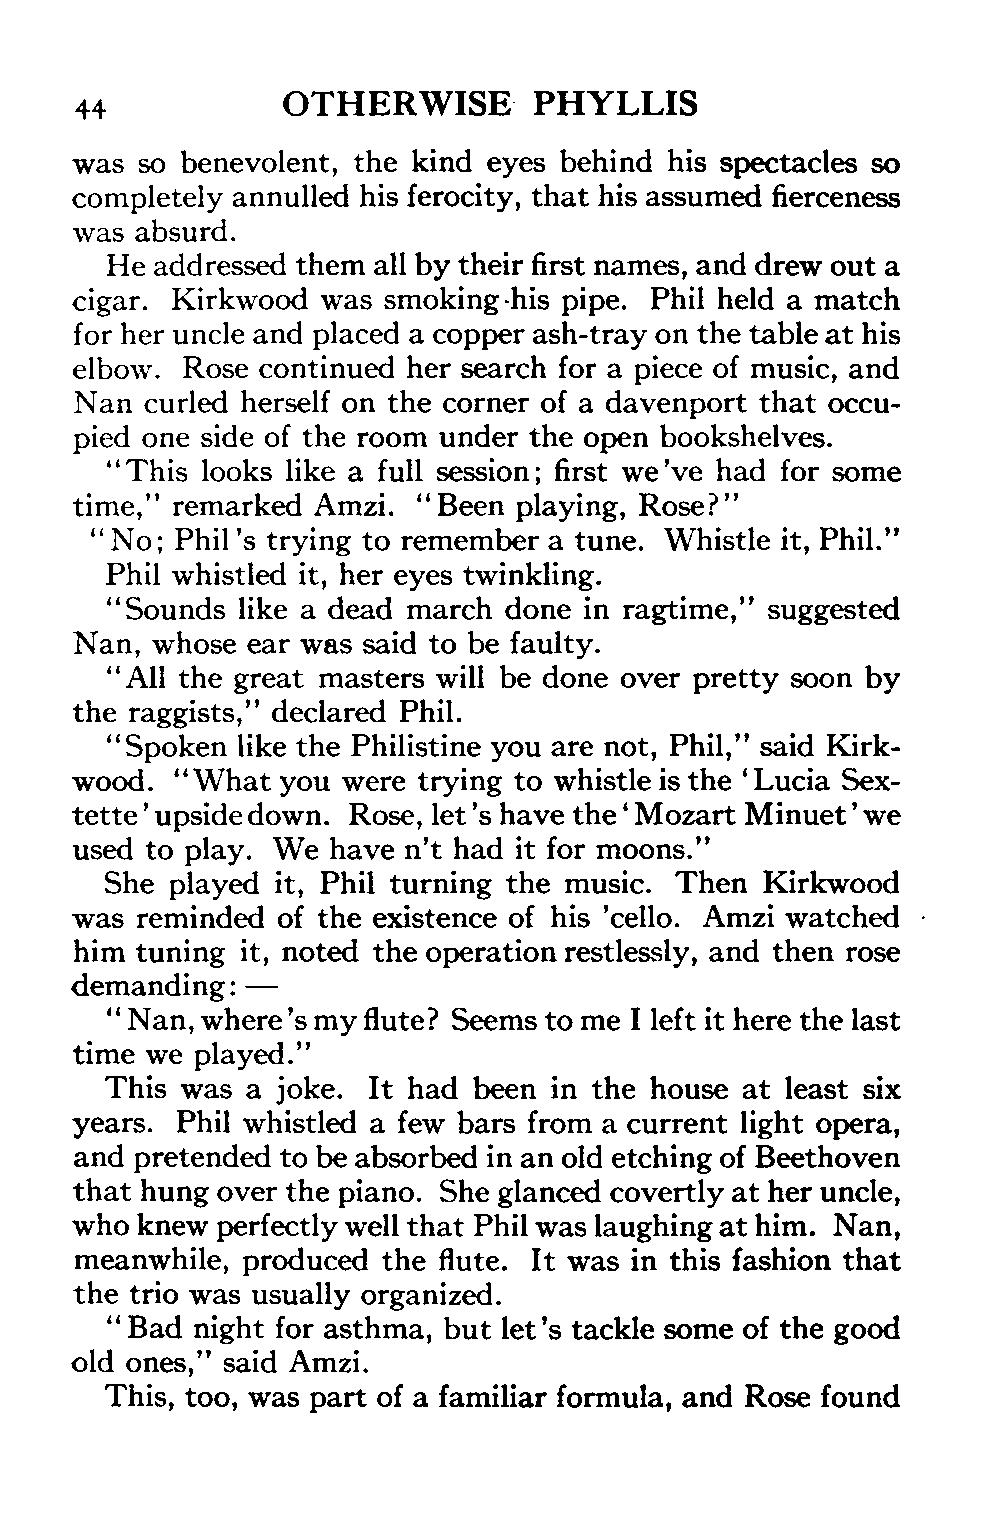 44 OTHERWISE PHYLLIS
was so benevolent, the kind eyes behind his spectacles so
completely annulled his ferocity, that his assumed fierceness
was absurd.
He addressed them all by their first names, and drew out a
cigar. Kirkwood was smoking his pipe. Phil held a match
for her uncle and placed a copper ash-tray on the table at his
elbow. Rose continued her search for a piece of music, and
Nan curled herself on the corner of a davenport that occu-
pied one side of the room under the open bookshelves.
"This looks like a full session; first we've had for some
time," remarked Amzi. "Been playing, Rose?"
"No; Phil's trying to remember a tune. Whistle it, Phil."
Phil whistled it, her eyes twinkling.
"Sounds like a dead march done in ragtime," suggested
Nan, whose ear was said to be faulty.
"All the great masters will be done over pretty soon by
the raggists," declared Phil.
"Spoken like the Philistine you are not, Phil," said Kirk-
wood. "What you were trying to whistle is the 'Lucia Sex-
tette' upside down. Rose, let's have the 'Mozart Minuet' we
used to play. We have n't had it for moons."
She played it, Phil turning the music. Then Kirkwood
was reminded of the existence of his 'cello. Amzi watched
him tuning it, noted the operation restlessly, and then rose
demanding: —
"Nan, where's my flute? Seems to me I left it here the last
time we played."
This was a joke. It had been in the house at least six
years. Phil whistled a few bars from a current light opera,
and pretended to be absorbed in an old etching of Beethoven
that hung over the piano. She glanced covertly at her uncle,
who knew perfectly well that Phil was laughing at him. Nan,
meanwhile, produced the flute. It was in this fashion that
the trio was usually organized.
"Bad night for asthma, but let's tackle some of the good
old ones," said Amzi.
This, too, was part of a familiar formula, and Rose found